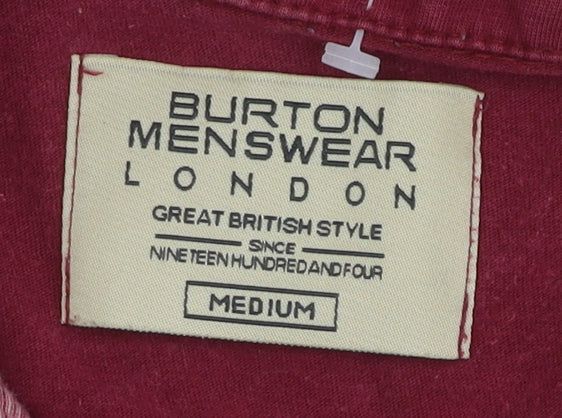 BURTON
MENSWEAR
LONDON
GREAT BRITISH STYLE
SINCE
NINETEEN HUNDRED AND FOUR
MEDIUM